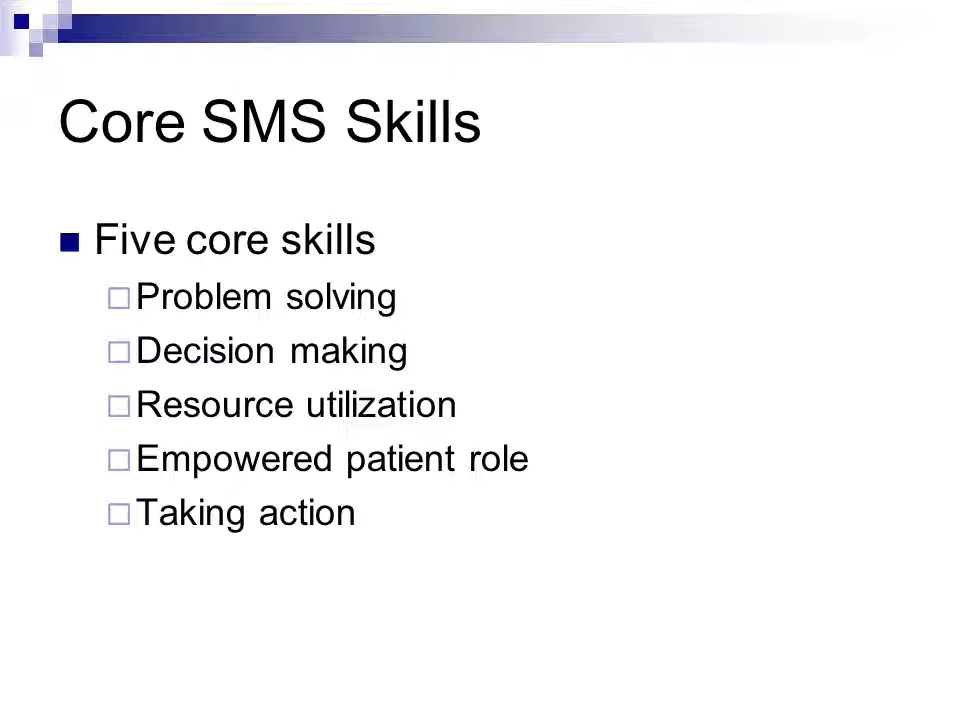 Core SMS Skills
Five core skills
Problem solving
Decision making
Resource utilization
Empowered patient role
Taking action